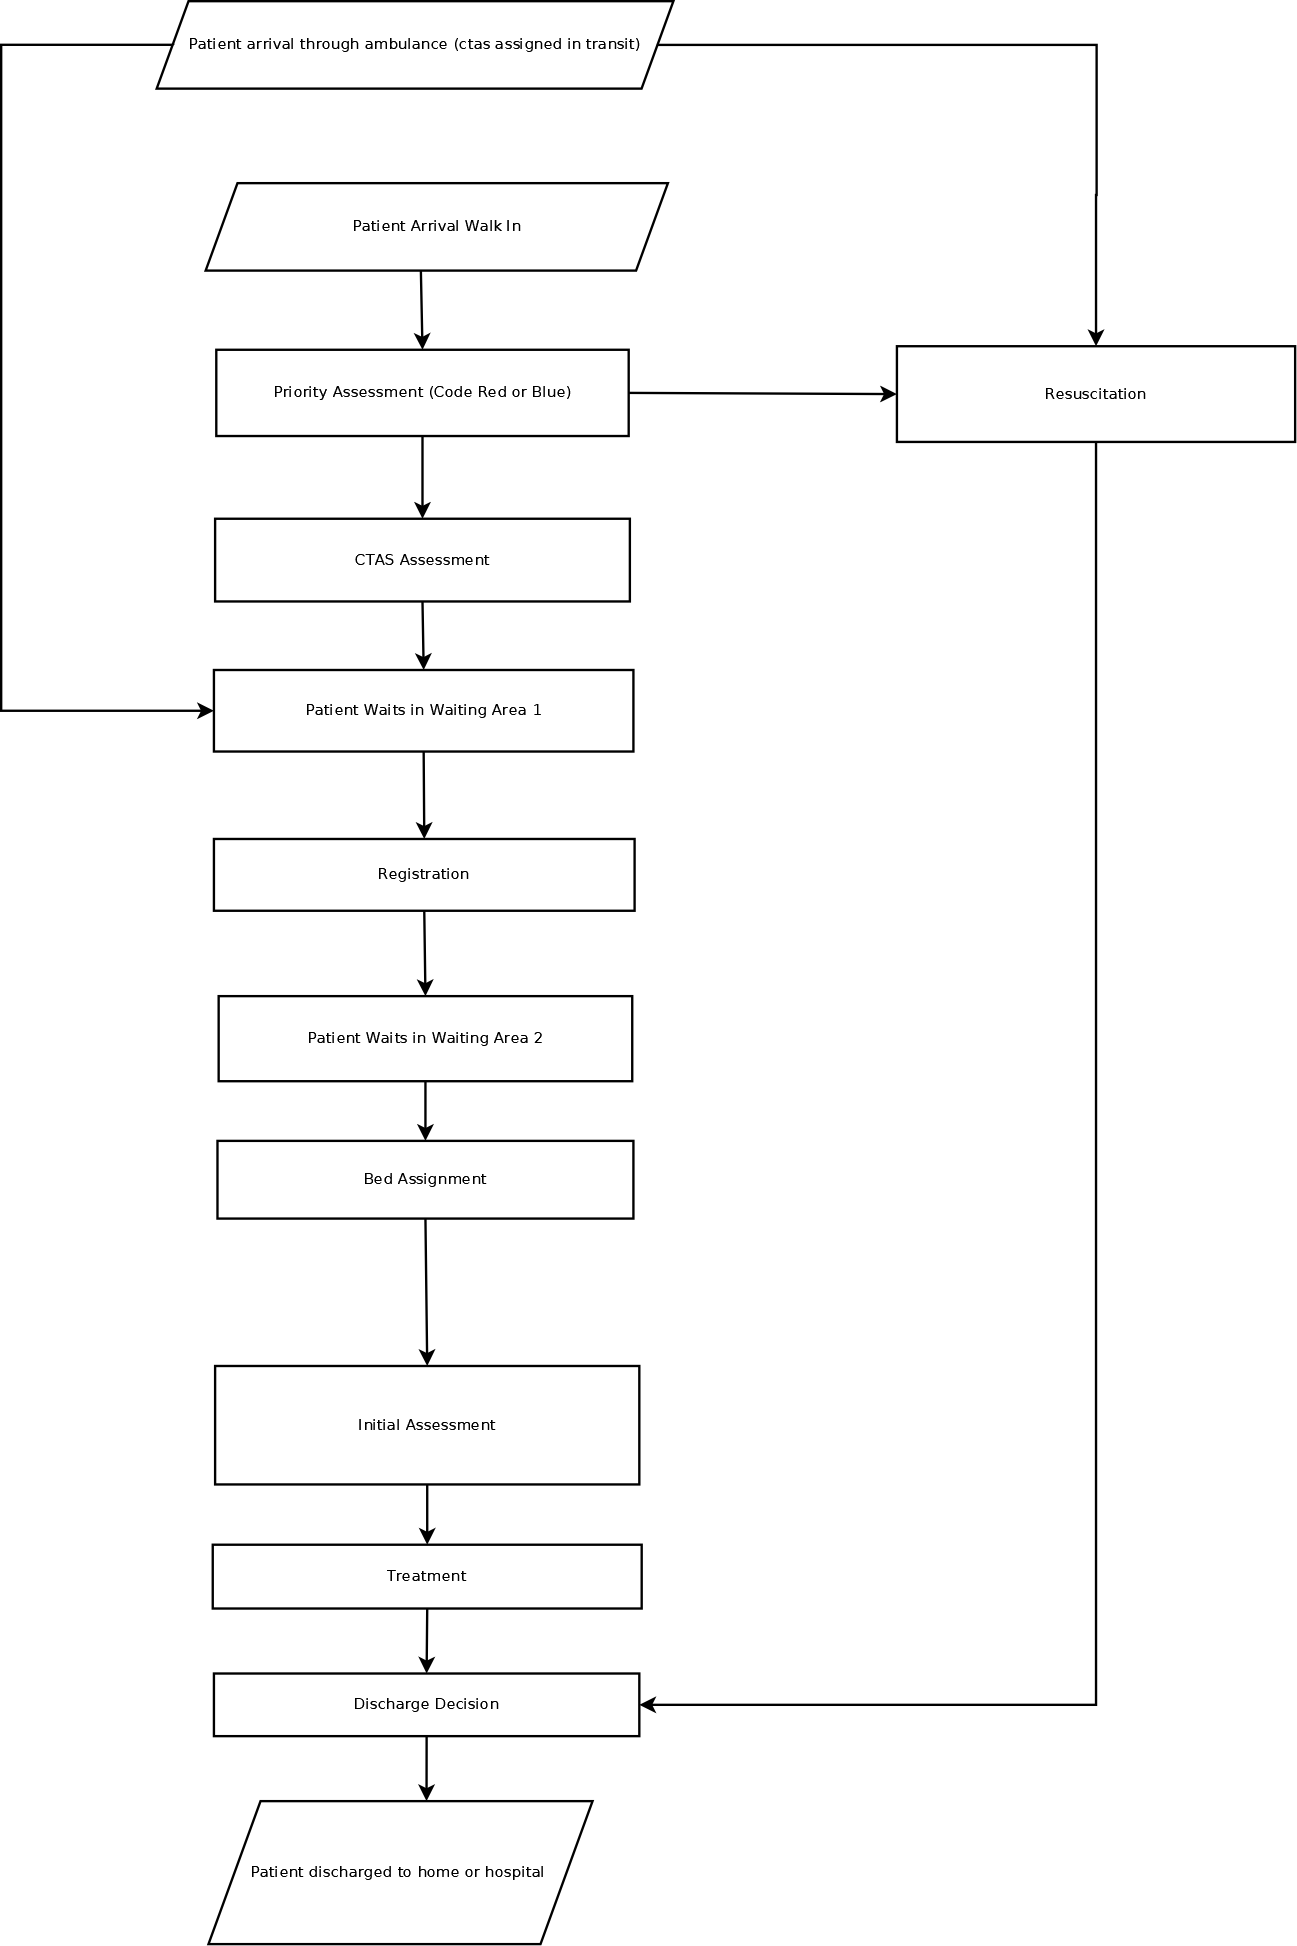 Patient arrival through ambulance (ctas assigned in transit)
Patient Arrival Walk In
Priority Assessment (Code Red or Blue)
Resuscitation
CTAS Assessment
Patient Waits in Waiting Area 1
Registration
Patient Waits in Waiting Area 2
Bed Assignment
Initial Assessment
Treatment
Discharge Decision
Patient discharged to home or hospital